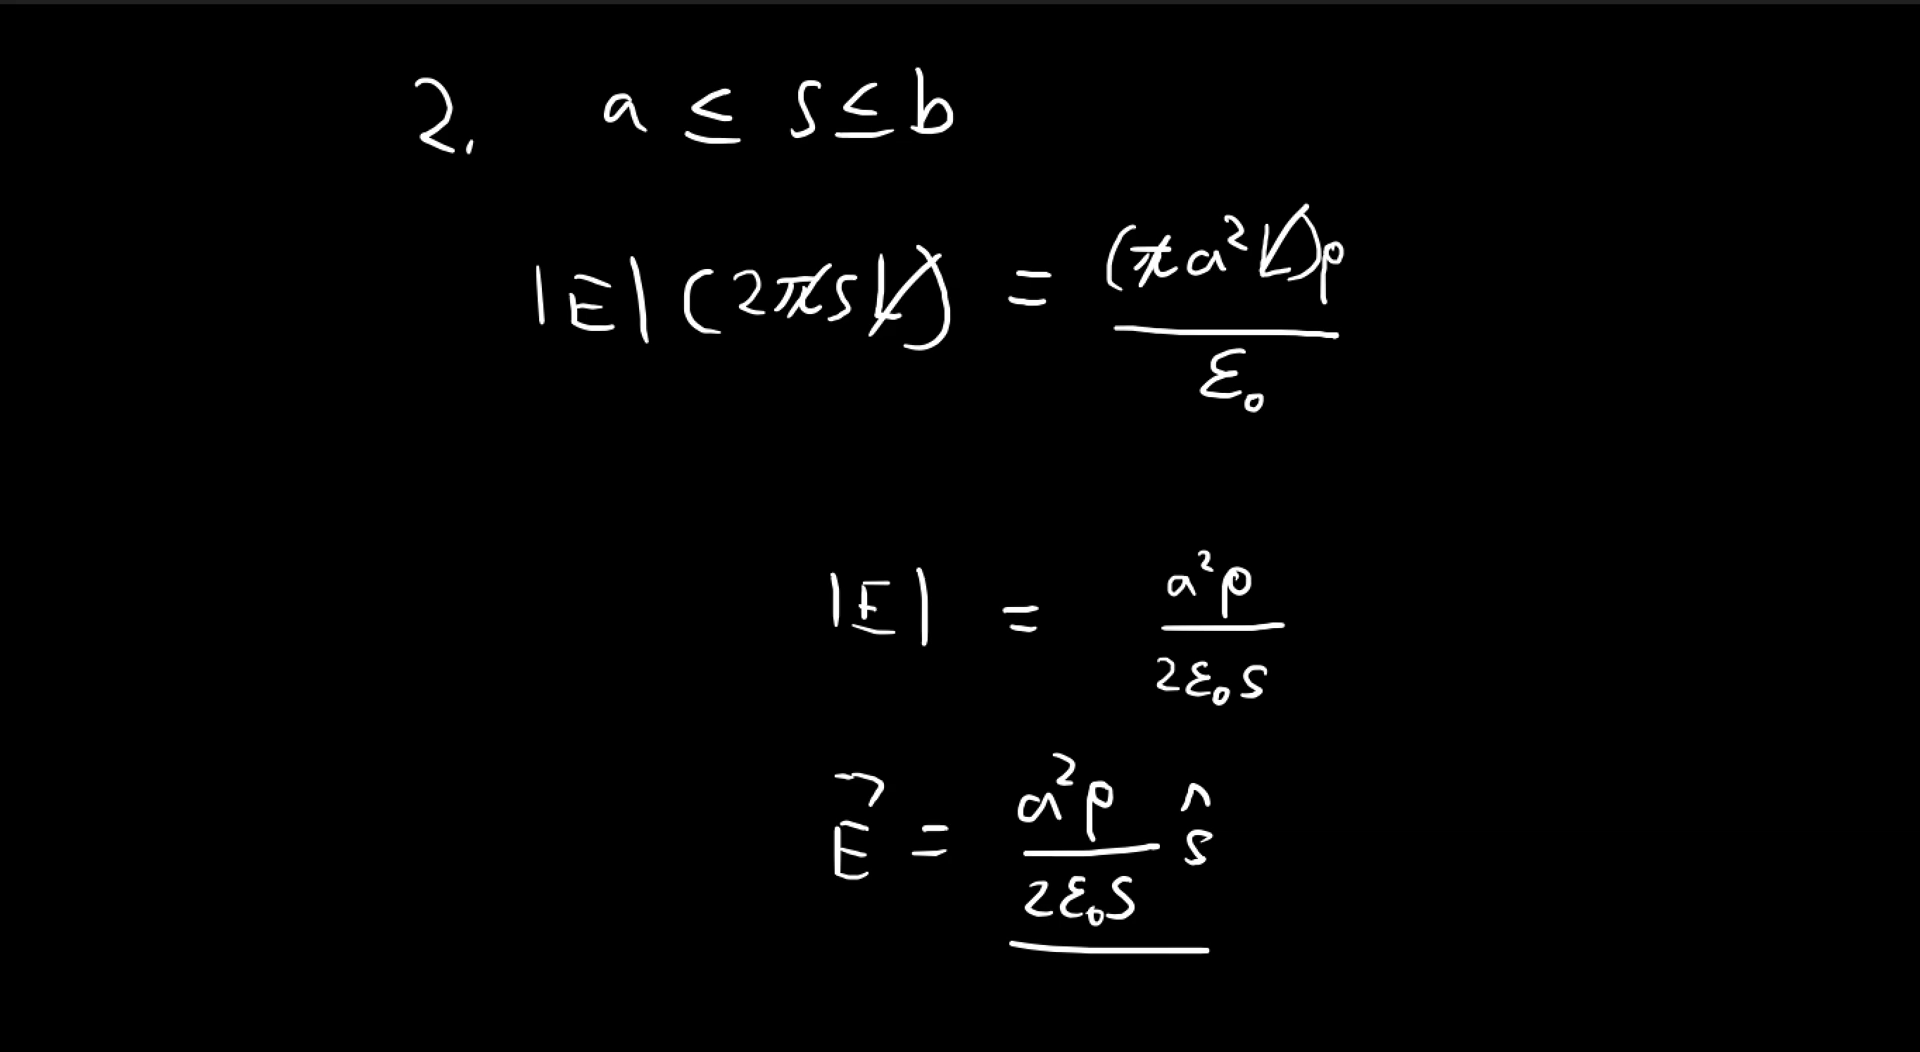 2. a ≤ s ≤ b
|E| (2πsL) = (πa²L)ρ / ε₀
|E| = a²ρ / 2ε₀s
E⃗ = a²ρ / 2ε₀s ŝ